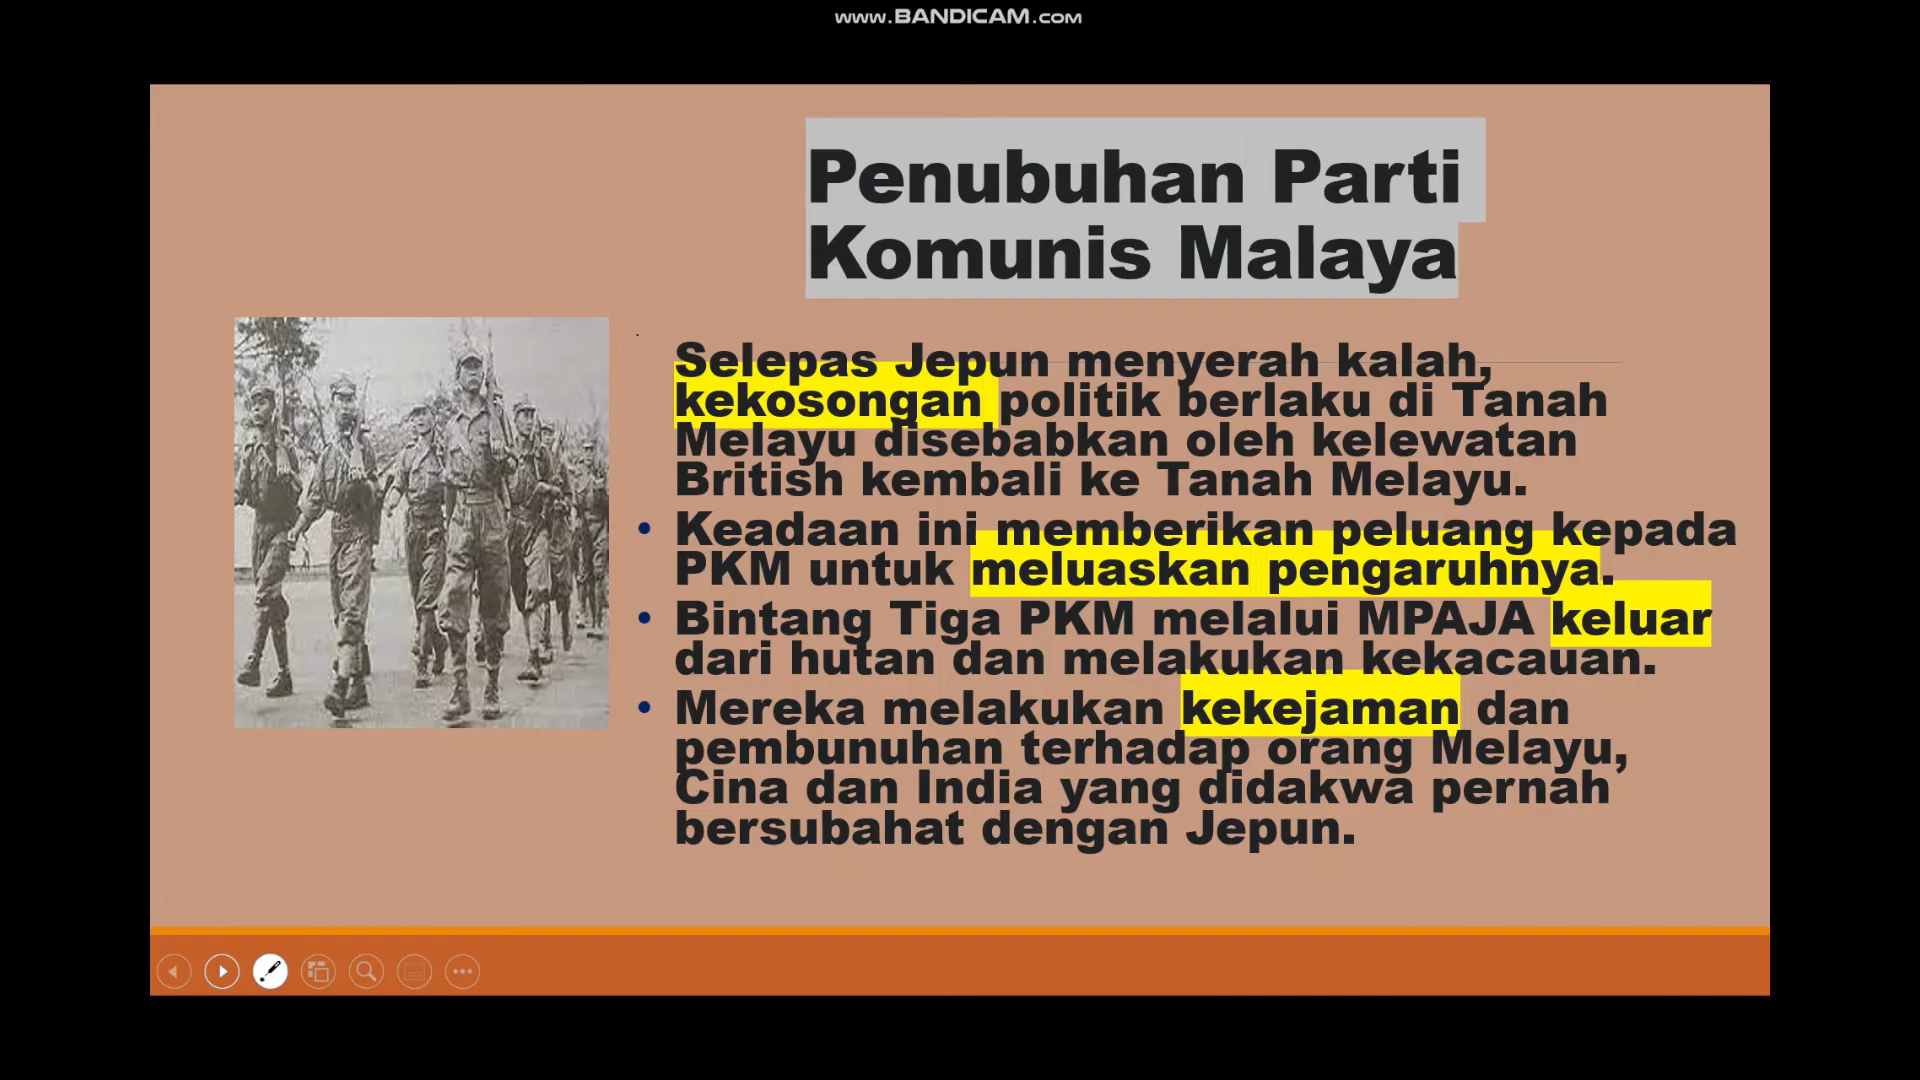 www.BANDICAM.com
Penubuhan Parti
Komunis Malaya
Selepas Jepun menyerah kalah,
kekosongan politik berlaku di Tanah
Melayu disebabkan oleh kelewatan
British kembali ke Tanah Melayu.
• Keadaan ini memberikan peluang kepada
PKM untuk meluaskan pengaruhnya.
• Bintang Tiga PKM melalui MPAJA keluar
dari hutan dan melakukan kekacauan.
• Mereka melakukan kekejaman dan
pembunuhan terhadap orang Melayu,
Cina dan India yang didakwa pernah
bersubahat dengan Jepun.